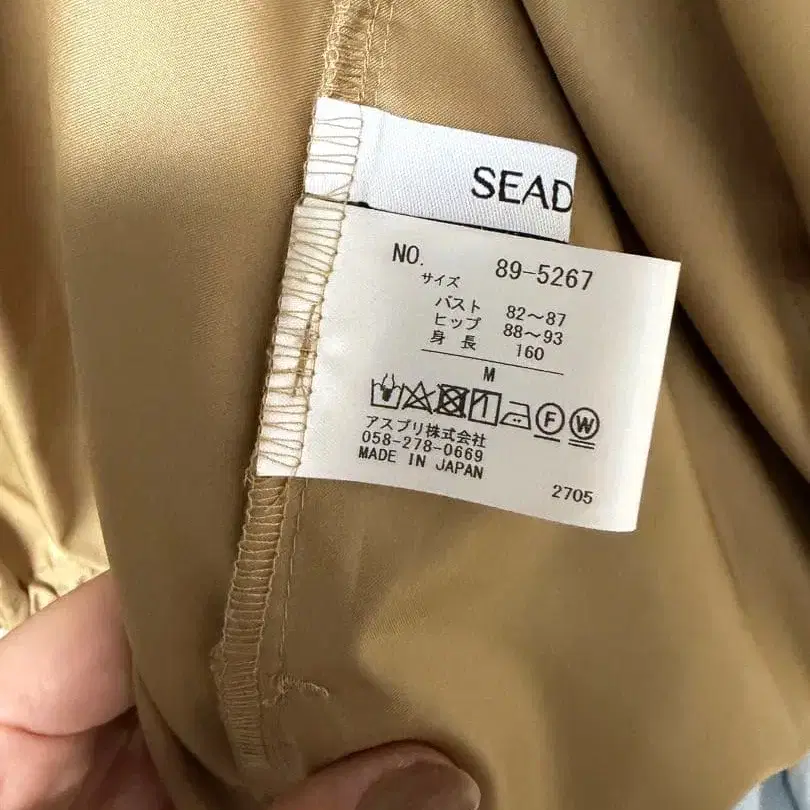 SEAD
NO. 89-5267
サイズ
バスト 82〜87
ヒップ 88〜93
身長 160
M
F W
アスプリ株式会社
058-278-0669
MADE IN JAPAN
2705